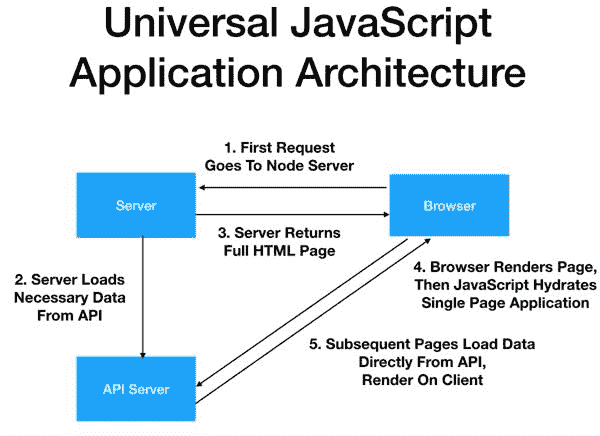 Universal JavaScript
Application Architecture
1. First Request
Goes To Node Server
Server
Browser
3. Server Returns
Full HTML Page
2. Server Loads
Necessary Data
From API
4. Browser Renders Page,
Then JavaScript Hydrates
Single Page Application
5. Subsequent Pages Load Data
Directly From API,
Render On Client
API Server